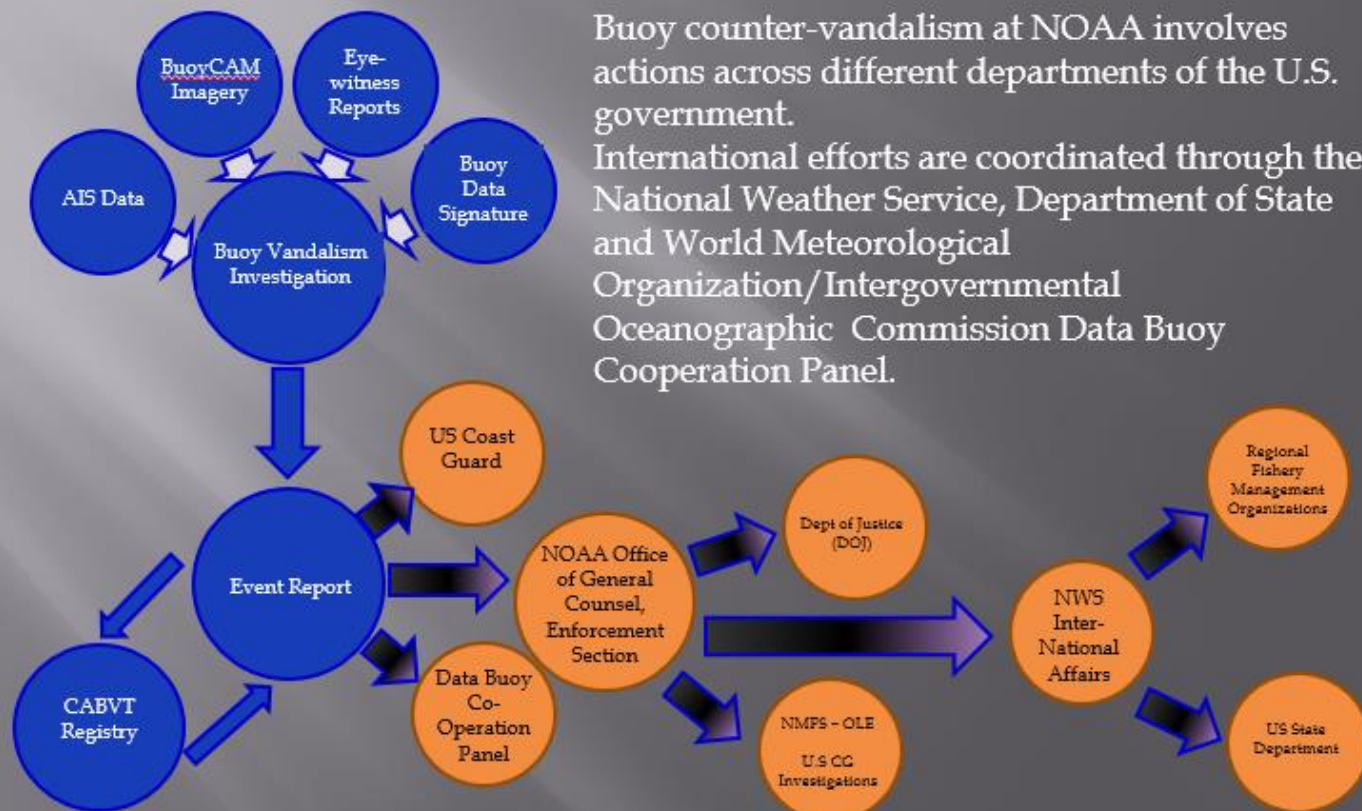 Buoy counter-vandalism at NOAA involves
actions across different departments of the U.S.
government.
International efforts are coordinated through the
National Weather Service, Department of State
and World Meteorological
Organization/Intergovernmental
Oceanographic Commission Data Buoy
Cooperation Panel.
BuoyCAM
Imagery
Eye-
witness
Reports
AIS Data
Buoy
Data
Signature
Buoy Vandalism
Investigation
US Coast
Guard
Event Report
CABVT
Registry
Data Buoy
Co-
Operation
Panel
NOAA Office
of General
Counsel,
Enforcement
Section
Dept of Justice
(DOJ)
NMFS – OLE
U.S CG
Investigations
NWS
Inter-
National
Affairs
Regional
Fishery
Management
Organizations
US State
Department